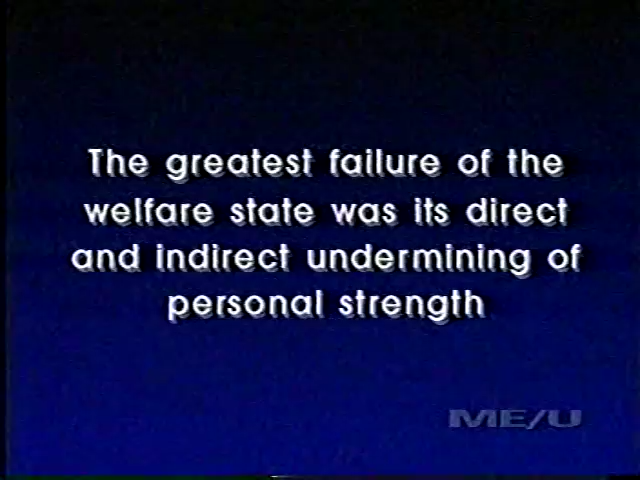 The greatest failure of the
welfare state was its direct
and indirect undermining of
personal strength
ME/U